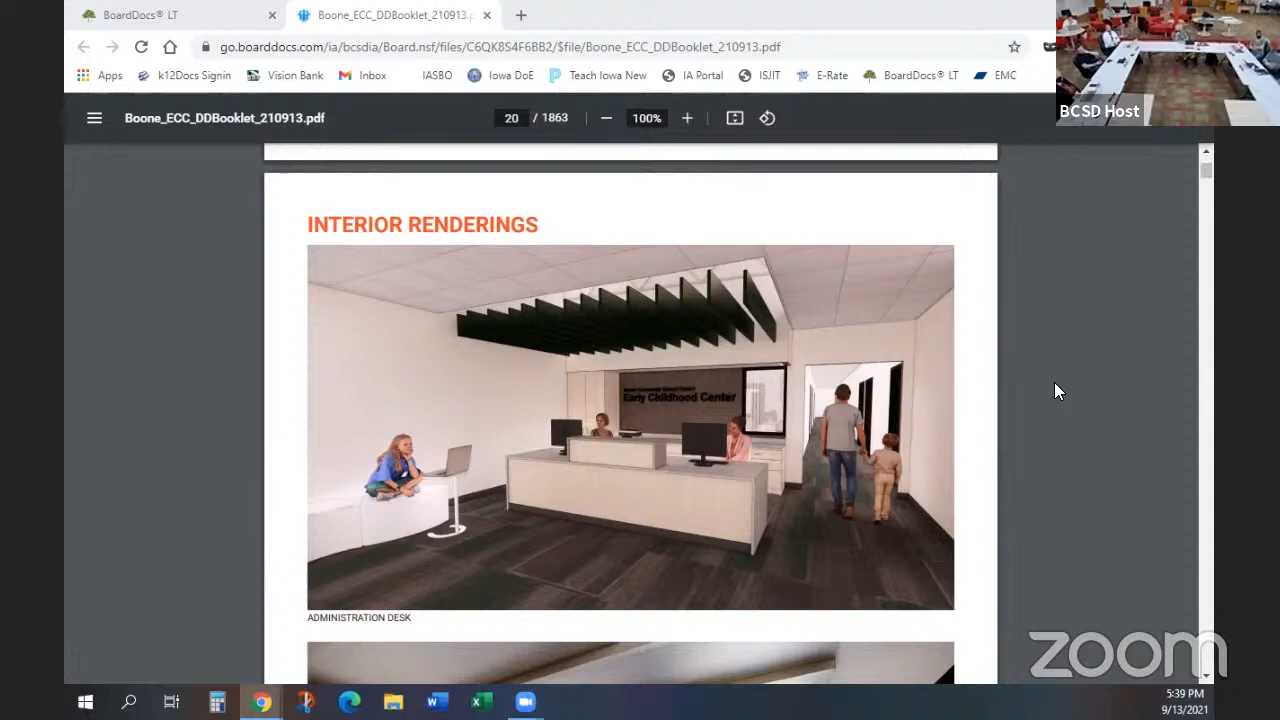 BoardDocs® LT
Boone_ECC_DDBooklet_210913.p
go.boarddocs.com/ia/bcsdia/Board.nsf/files/C6QK8S4F6BB2/$file/Boone_ECC_DDBooklet_210913.pdf
Apps k12Docs Signin Vision Bank Inbox IASBO Iowa DoE Teach Iowa New IA Portal ISJIT E-Rate BoardDocs® LT EMC
BCSD Host
Boone_ECC_DDBooklet_210913.pdf 20 / 1863 100%
INTERIOR RENDERINGS
Early Childhood Center
ADMINISTRATION DESK
zoom
5:39 PM
9/13/2021